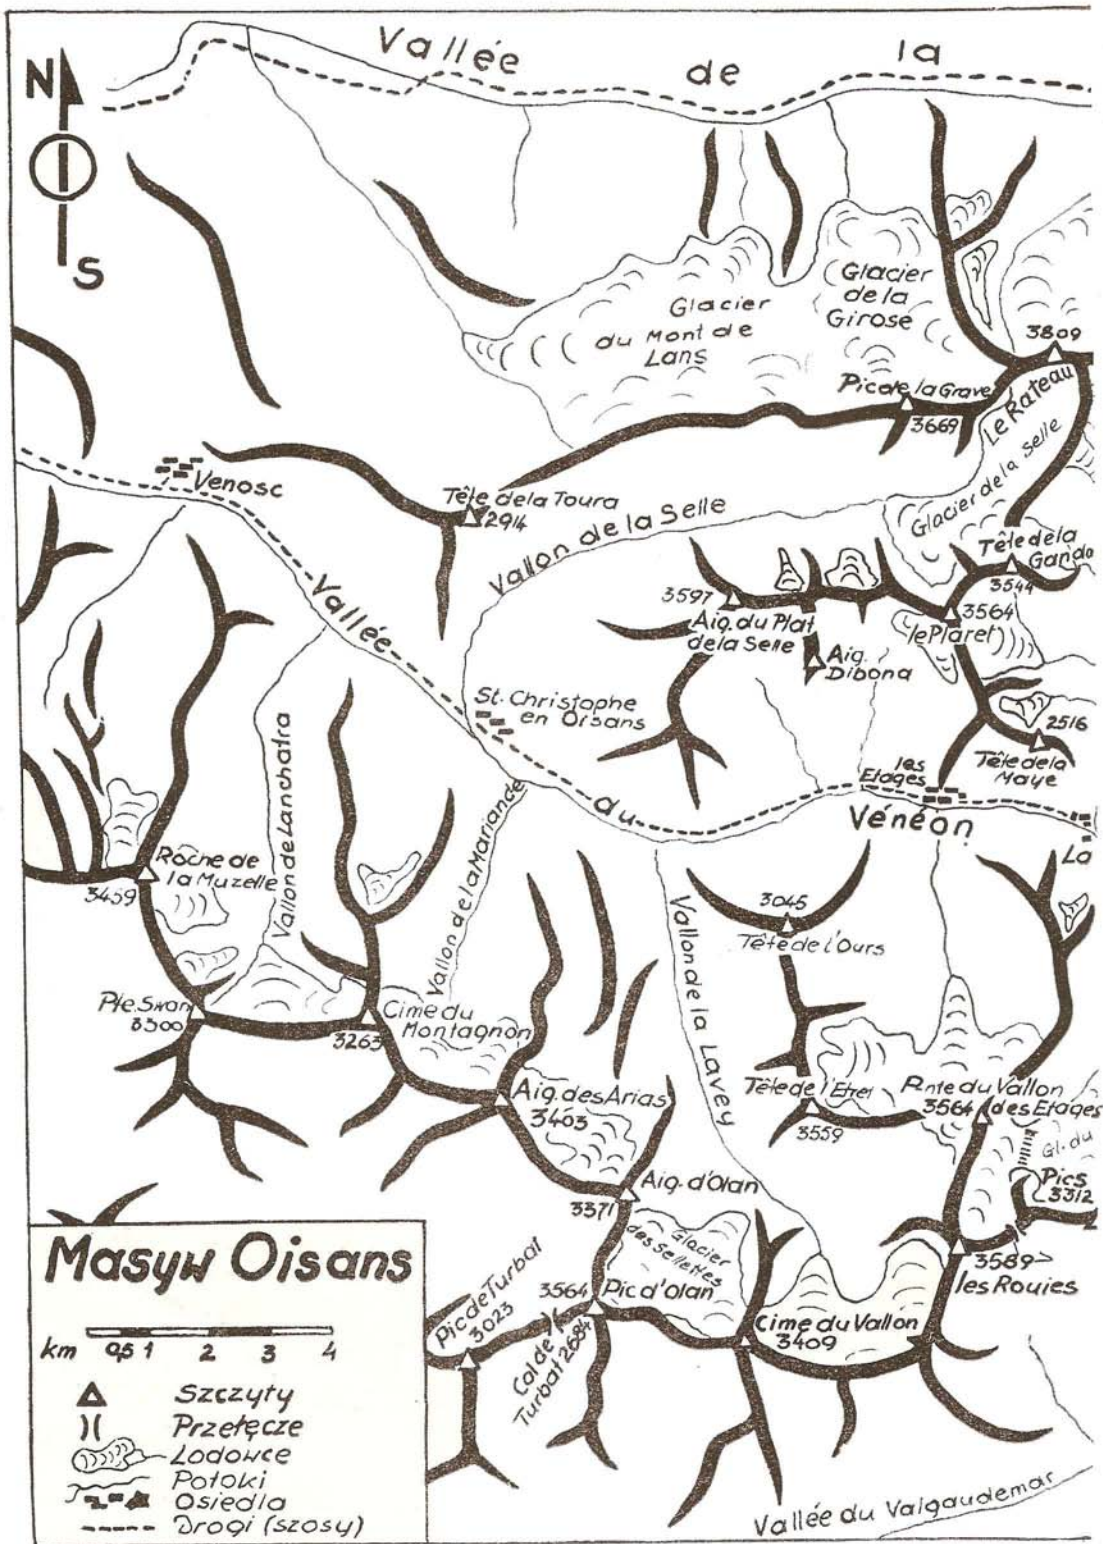 Vallée de la
N
S
Glacier
de la
Girose
Glacier
du Mont de
Lans
3809
Pic de la Grave
3669
Le Rateau
Glacier de la Selle
Venosc
Tête de la Toura
2914
Vallon de la Selle
Tête de la
Gando
3544
3597
Aig. du Plat
de la Selle
3564
le Plaret
Aig.
Dibona
Vallée
du
Vénéon
St. Christophe
en Oisans
les
Etages
2516
Tête de la
Maye
La
Vallon de Lanchatra
Vallon de la Mariande
Rôche de
la Muzelle
3459
3045
Tête de l'Ours
Vallon de la Lavey
Pte. Swan
3300
Cime du
Montagnon
3263
Aig. des Arias
3403
Tête de l'Etret
3559
Pnte du Vallon
3564 des Etages
Gl. du
Pics
3312
Aig. d'Olan
3371
Glacier
des Sellettes
3589
les Rouies
Masyw Oisans
km 0,5 1 2 3 4
Szczyty
Przełęcze
Lodowce
Potoki
Osiedla
Drogi (szosy)
Pic de Turbat
3023
3564
Pic d'Olan
Col de
Turbat 2684
Cime du Vallon
3409
Vallée du Valgaudemar